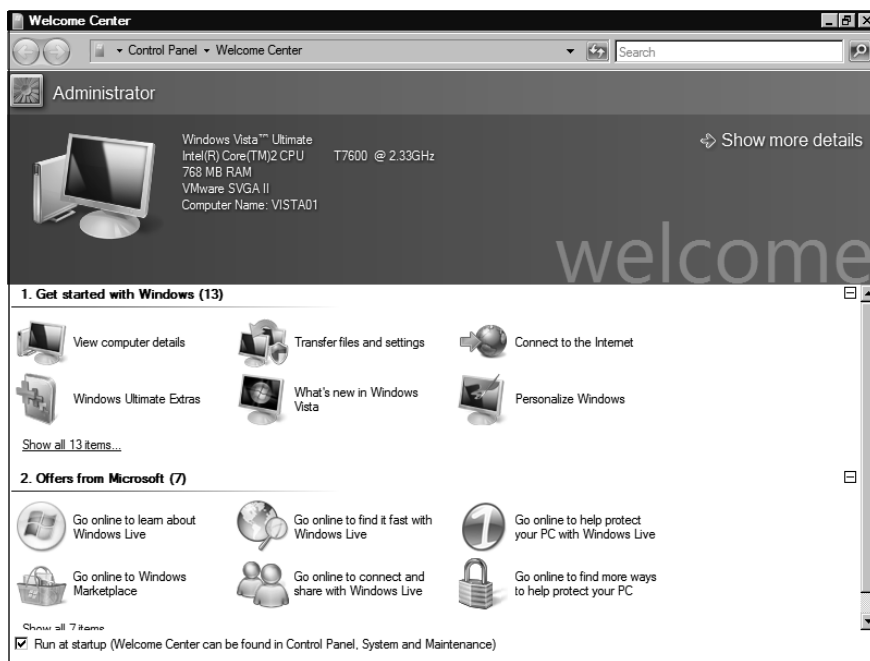 Welcome Center
Control Panel Welcome Center
Search
Administrator
Windows Vista™ Ultimate
Intel(R) Core(TM)2 CPU T7600 @ 2.33GHz
768 MB RAM
VMware SVGA II
Computer Name: VISTA01
Show more details
welcome
1. Get started with Windows (13)
View computer details
Transfer files and settings
Connect to the Internet
Windows Ultimate Extras
What's new in Windows
Vista
Personalize Windows
Show all 13 items...
2. Offers from Microsoft (7)
Go online to learn about
Windows Live
Go online to find it fast with
Windows Live
1
Go online to help protect
your PC with Windows Live
Go online to Windows
Marketplace
Go online to connect and
share with Windows Live
Go online to find more ways
to help protect your PC
Show all 7 items
Run at startup (Welcome Center can be found in Control Panel, System and Maintenance)